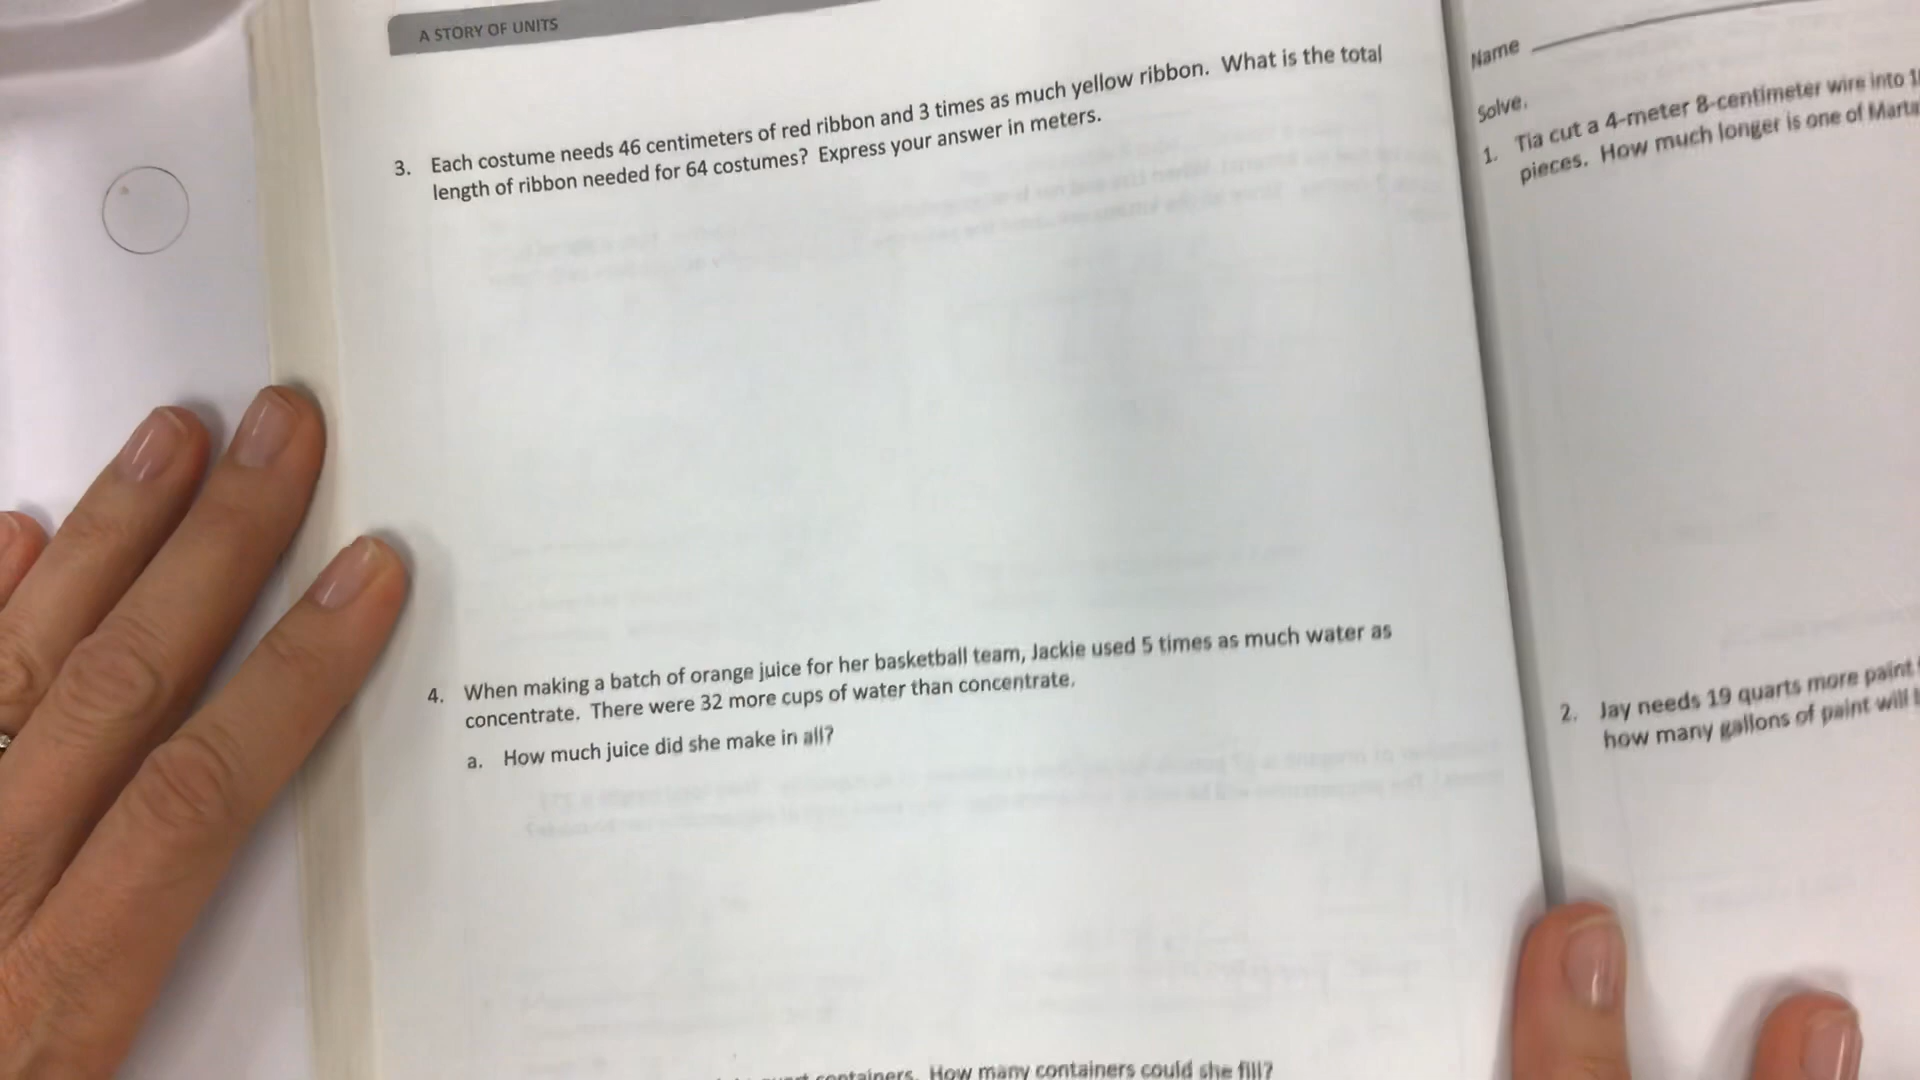 A STORY OF UNITS
3. Each costume needs 46 centimeters of red ribbon and 3 times as much yellow ribbon. What is the total
length of ribbon needed for 64 costumes? Express your answer in meters.
4. When making a batch of orange juice for her basketball team, Jackie used 5 times as much water as
concentrate. There were 32 more cups of water than concentrate.
a. How much juice did she make in all?
containers. How many containers could she fill?
Name
Solve.
1. Tia cut a 4-meter 8-centimeter wire into
pieces. How much longer is one of Marta
2. Jay needs 19 quarts more paint
how many gallons of paint will